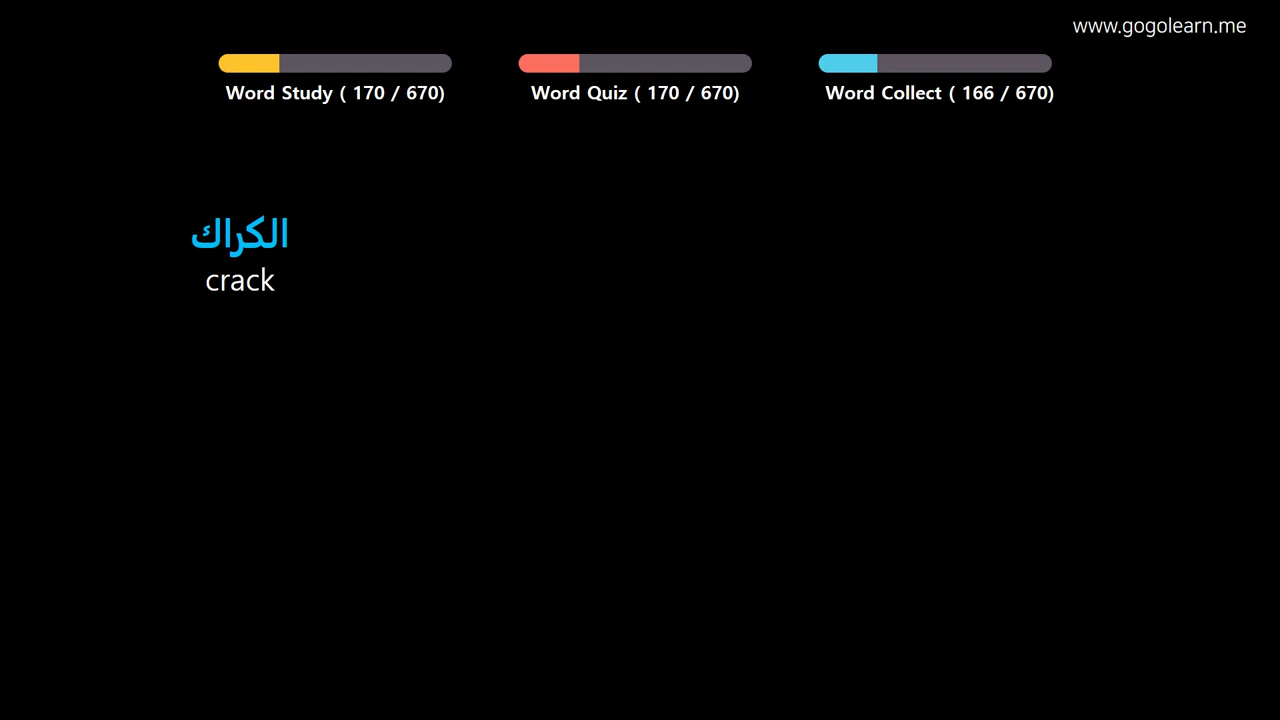 www.gogolearn.me
Word Study ( 170 / 670)
Word Quiz ( 170 / 670)
Word Collect ( 166 / 670)
الكراك
crack